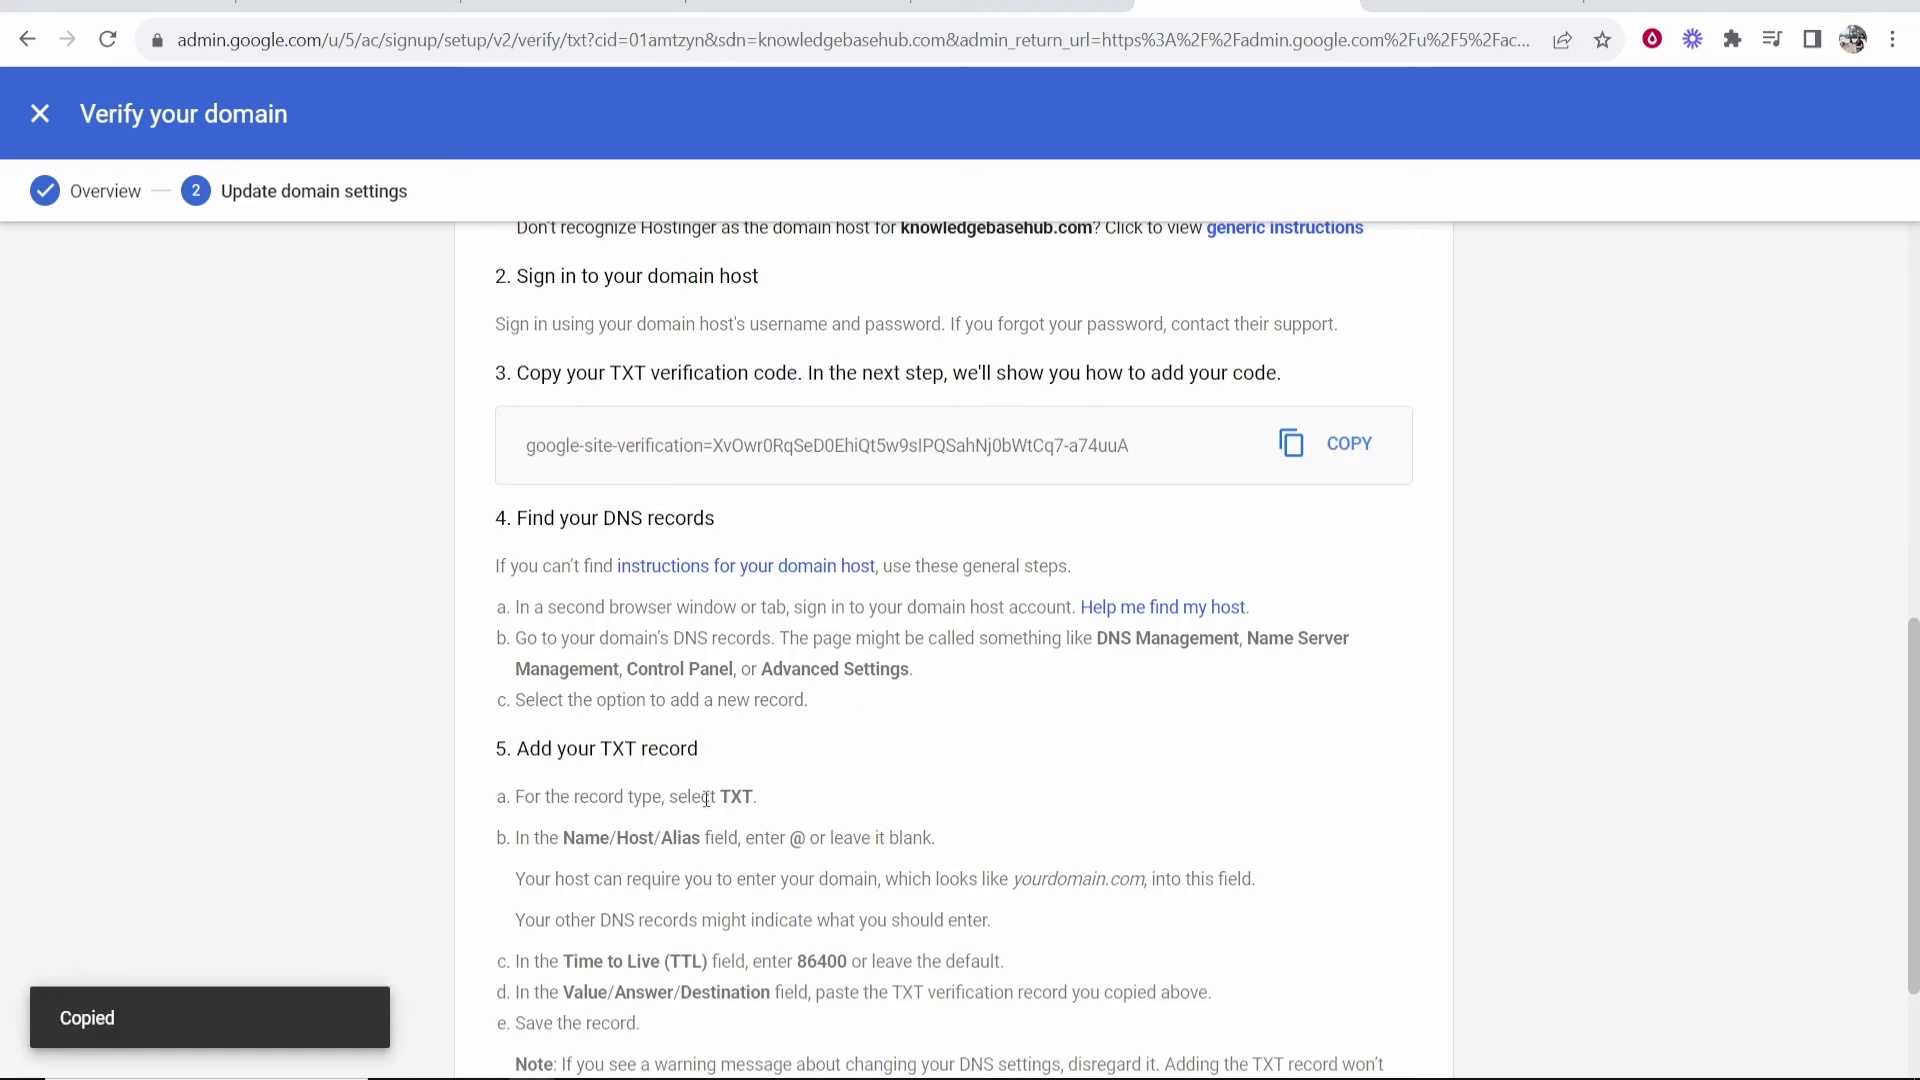 admin.google.com/u/5/ac/signup/setup/v2/verify/txt?cid=01amtzyn&sdn=knowledgebasehub.com&admin_return_url=https%3A%2F%2Fadmin.google.com%2Fu%2F5%2Fac...
Verify your domain
Overview
2 Update domain settings
Don't recognize Hostinger as the domain host for knowledgebasehub.com? Click to view generic instructions
2. Sign in to your domain host
Sign in using your domain host's username and password. If you forgot your password, contact their support.
3. Copy your TXT verification code. In the next step, we'll show you how to add your code.
google-site-verification=XvOwr0RqSeD0EhiQt5w9sIPQSahNj0bWtCq7-a74uuA
COPY
4. Find your DNS records
If you can't find instructions for your domain host, use these general steps.
a. In a second browser window or tab, sign in to your domain host account. Help me find my host.
b. Go to your domain's DNS records. The page might be called something like DNS Management, Name Server
Management, Control Panel, or Advanced Settings.
c. Select the option to add a new record.
5. Add your TXT record
a. For the record type, select TXT.
b. In the Name/Host/Alias field, enter @ or leave it blank.
Your host can require you to enter your domain, which looks like yourdomain.com, into this field.
Your other DNS records might indicate what you should enter.
c. In the Time to Live (TTL) field, enter 86400 or leave the default.
d. In the Value/Answer/Destination field, paste the TXT verification record you copied above.
e. Save the record.
Note: If you see a warning message about changing your DNS settings, disregard it. Adding the TXT record won't
Copied